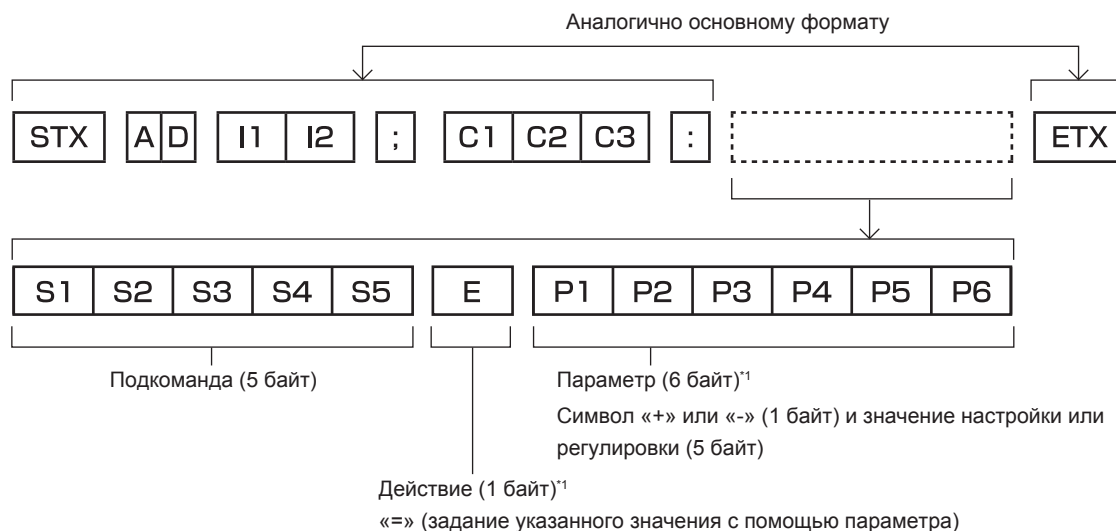 Аналогично основному формату
STX A D I1 I2 ; C1 C2 C3 : ETX
S1 S2 S3 S4 S5 E P1 P2 P3 P4 P5 P6
Подкоманда (5 байт)
Параметр (6 байт)*1
Символ «+» или «-» (1 байт) и значение настройки или
регулировки (5 байт)
Действие (1 байт)*1
«=» (задание указанного значения с помощью параметра)